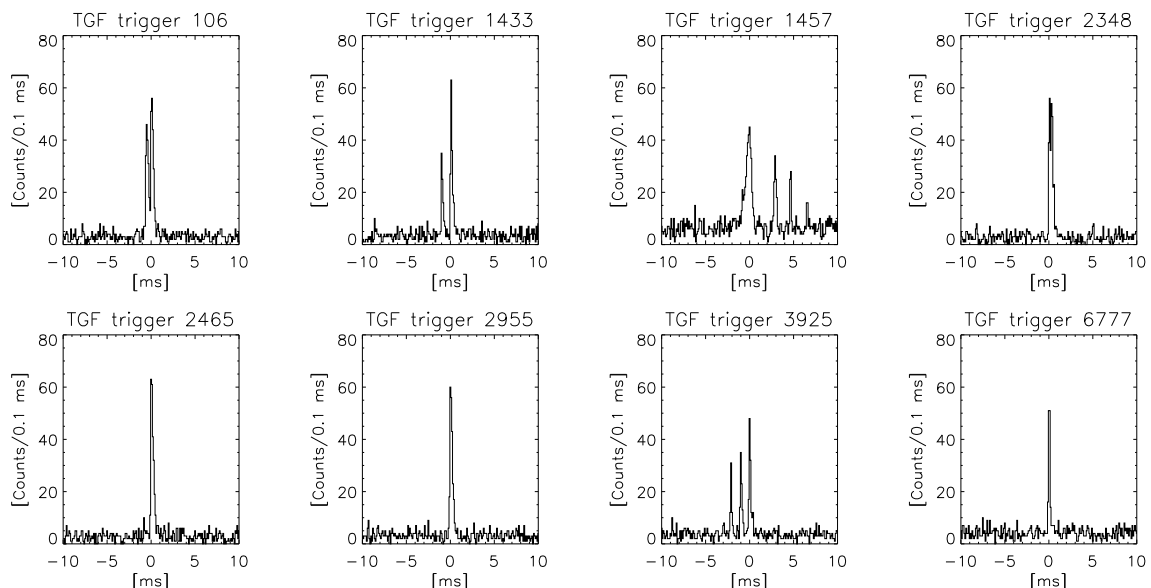 TGF trigger 106
80
60
40
20
0
[Counts/0.1 ms]
-10 -5 0 5 10
[ms]
TGF trigger 1433
80
60
40
20
0
[Counts/0.1 ms]
-10 -5 0 5 10
[ms]
TGF trigger 1457
80
60
40
20
0
[Counts/0.1 ms]
-10 -5 0 5 10
[ms]
TGF trigger 2348
80
60
40
20
0
[Counts/0.1 ms]
-10 -5 0 5 10
[ms]
TGF trigger 2465
80
60
40
20
0
[Counts/0.1 ms]
-10 -5 0 5 10
[ms]
TGF trigger 2955
80
60
40
20
0
[Counts/0.1 ms]
-10 -5 0 5 10
[ms]
TGF trigger 3925
80
60
40
20
0
[Counts/0.1 ms]
-10 -5 0 5 10
[ms]
TGF trigger 6777
80
60
40
20
0
[Counts/0.1 ms]
-10 -5 0 5 10
[ms]